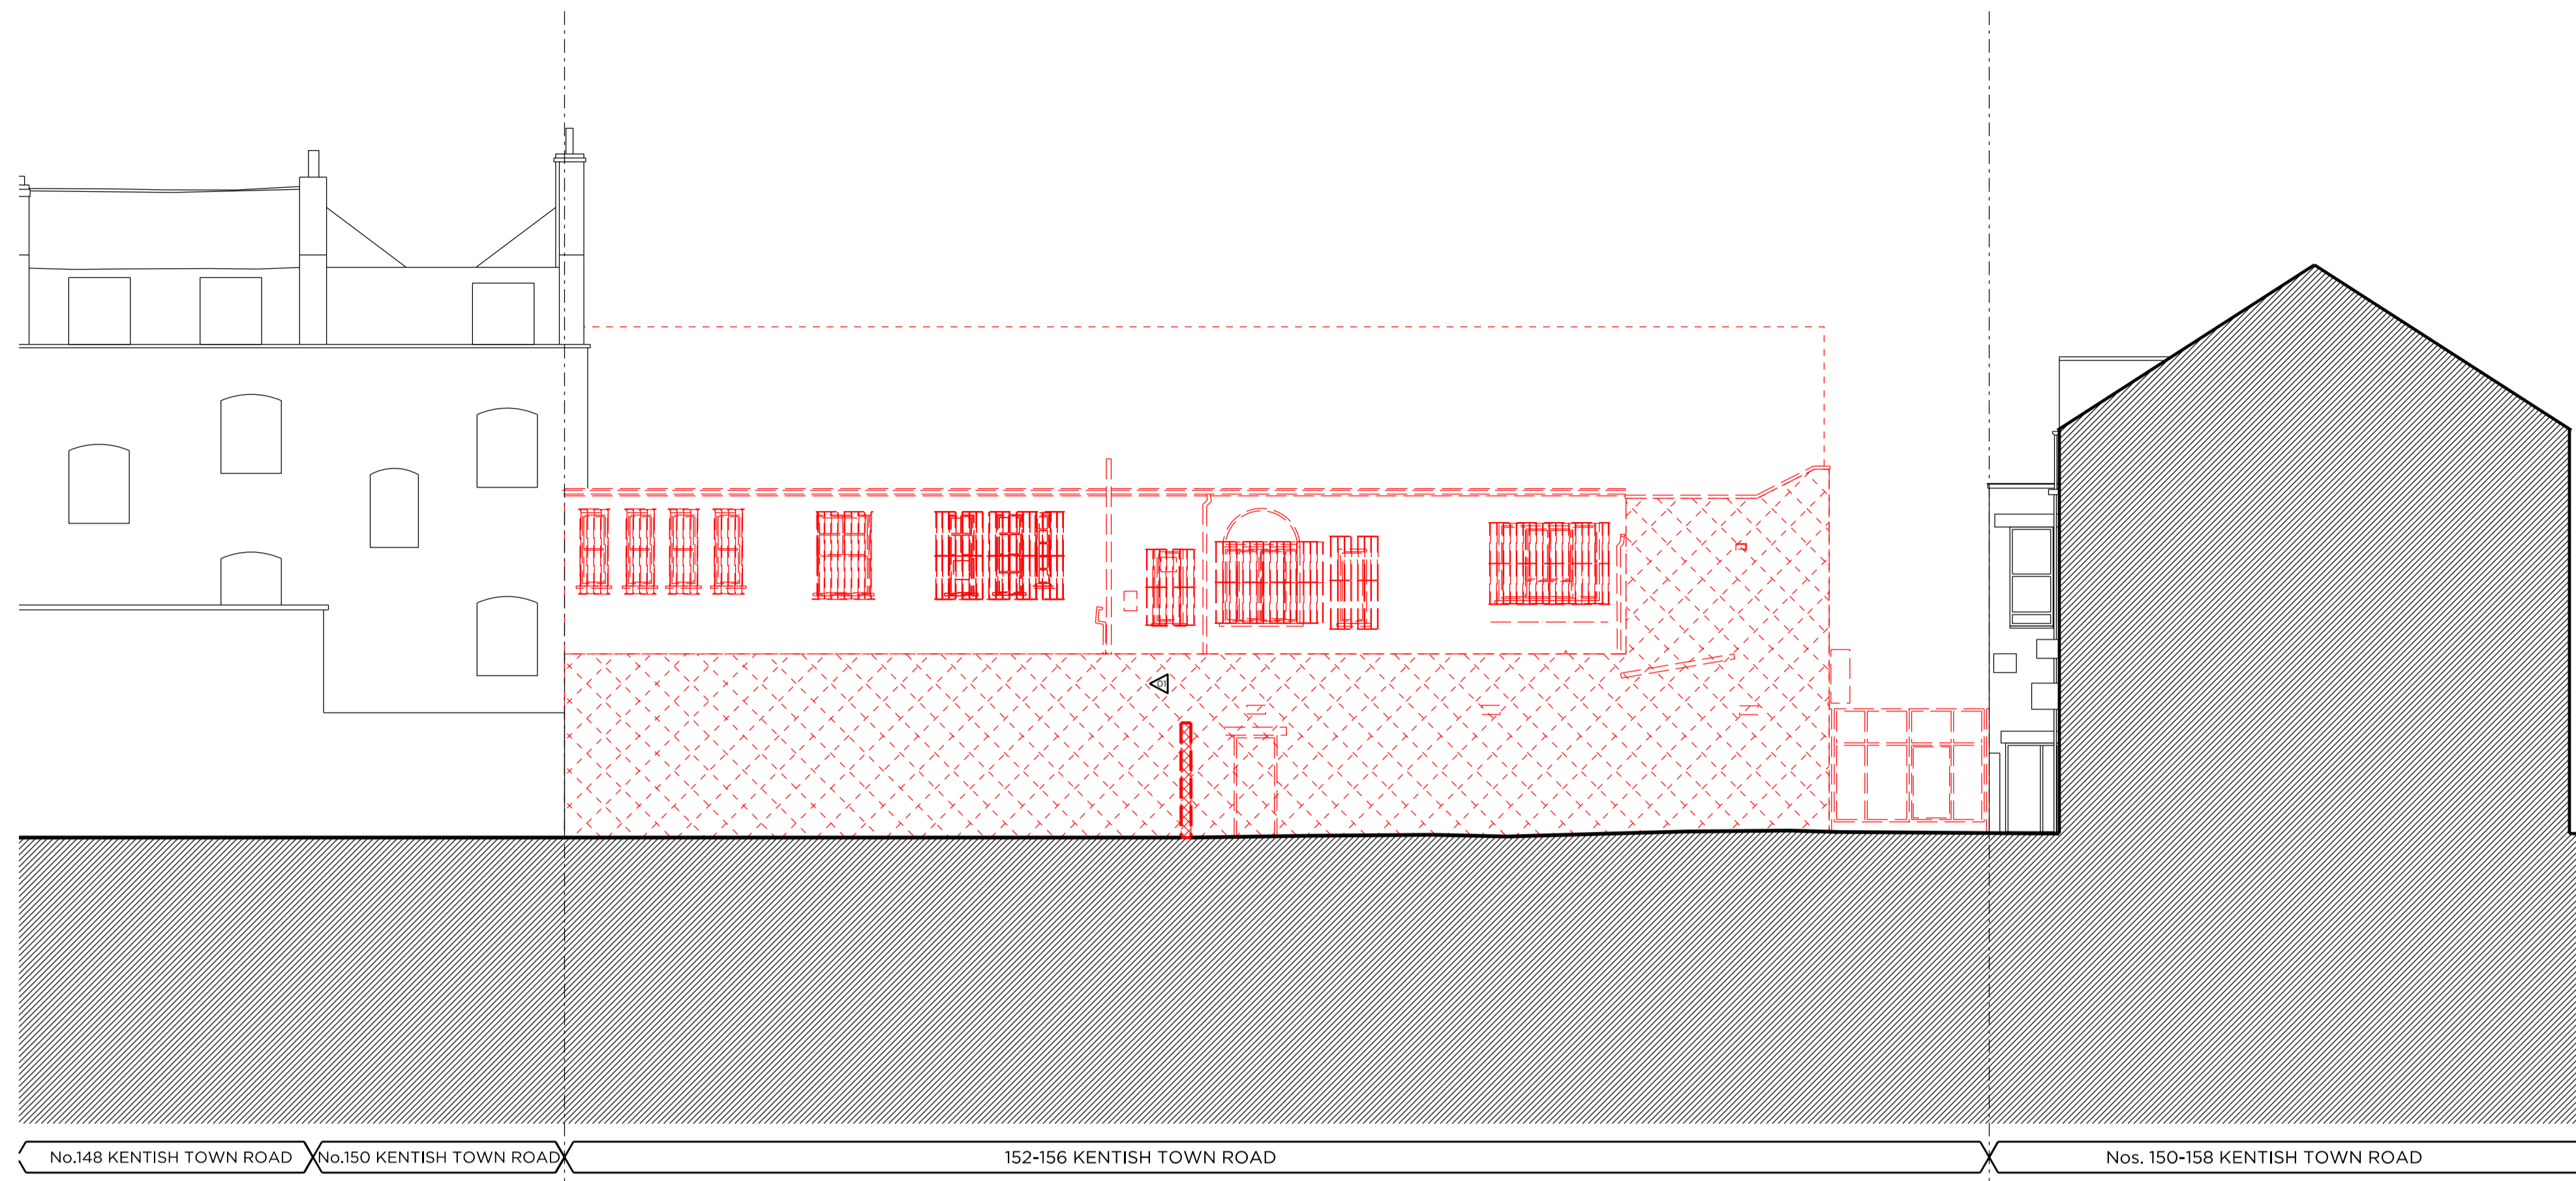 01
No.148 KENTISH TOWN ROAD
No.150 KENTISH TOWN ROAD
152-156 KENTISH TOWN ROAD
Nos. 150-158 KENTISH TOWN ROAD